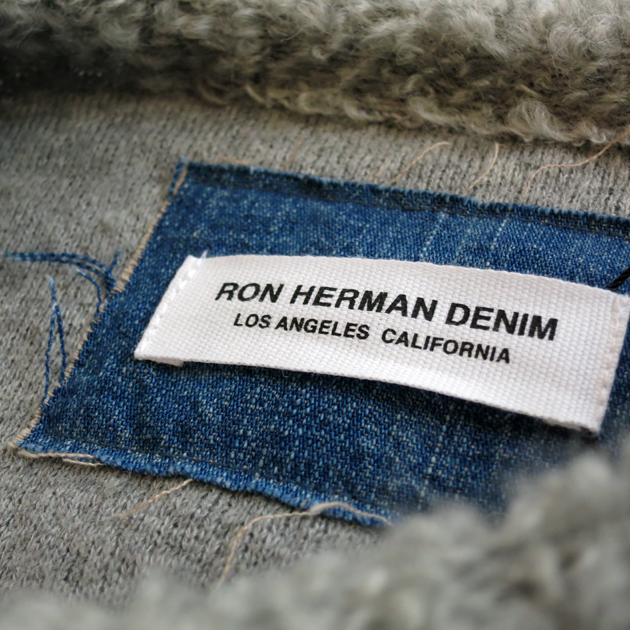 RON HERMAN DENIM
LOS ANGELES CALIFORNIA